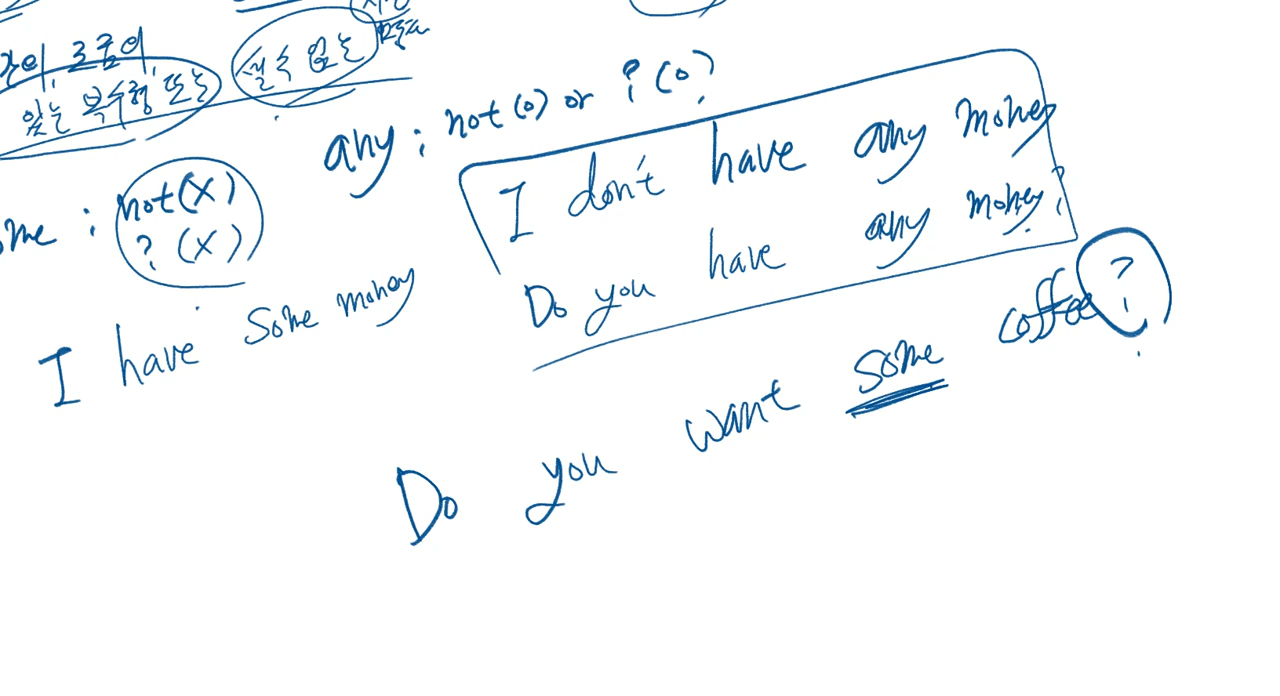 있는 복수형 또는
셀 수 없는
any : not (o) or ? (o)
I don't have any money
Do you have any money?
: not (X)
? (X)
I have some money
Do you want some coffee?